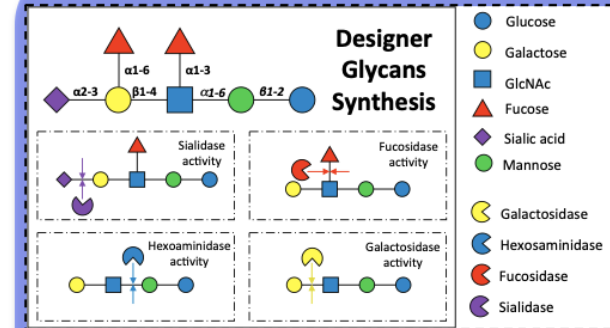 Designer
Glycans
Synthesis
α1-6
α1-3
α2-3
β1-4
α1-6
β1-2
Sialidase
activity
Fucosidase
activity
Hexoaminidase
activity
Galactosidase
activity
Glucose
Galactose
GlcNAc
Fucose
Sialic acid
Mannose
Galactosidase
Hexosaminidase
Fucosidase
Sialidase